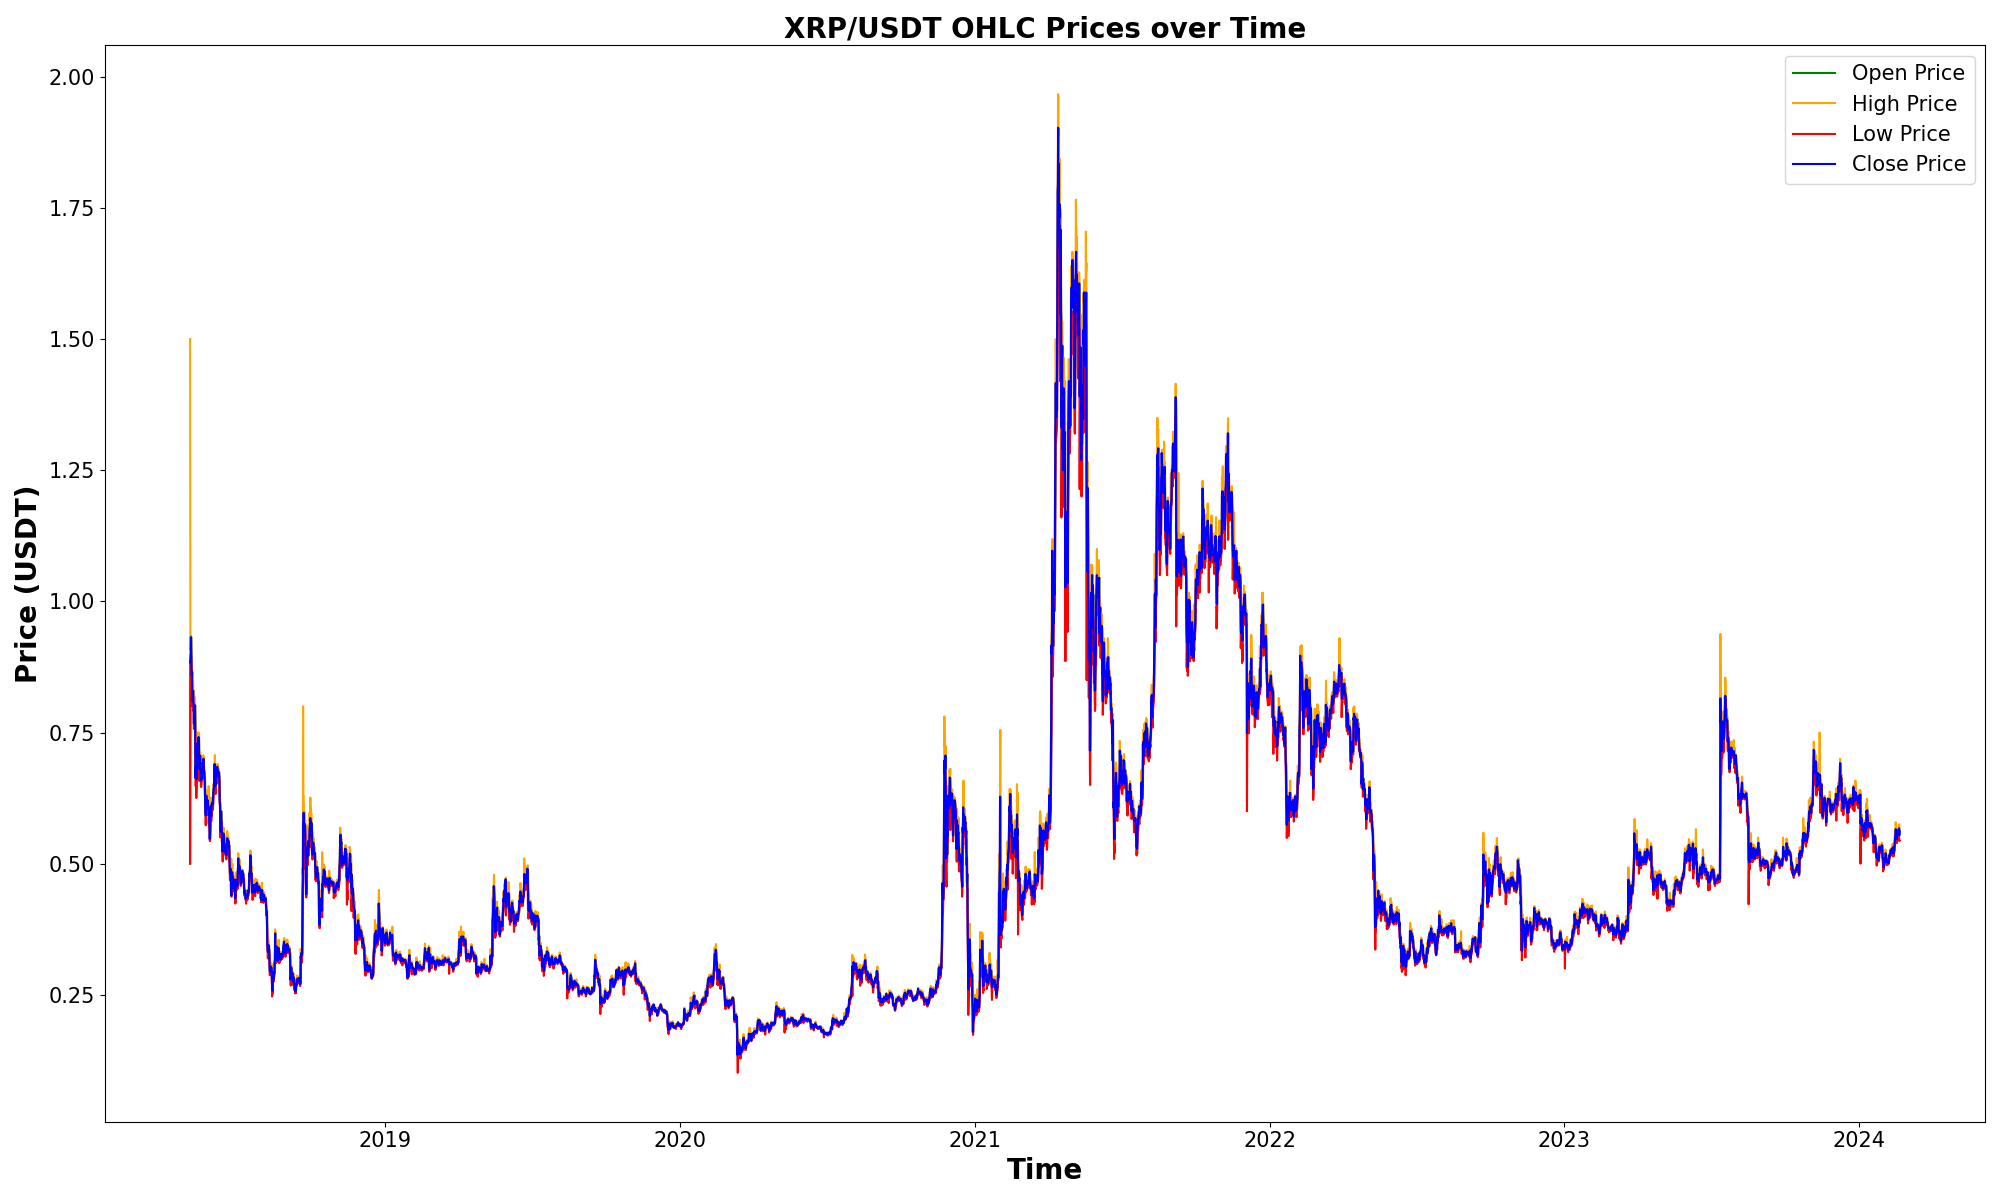 XRP/USDT OHLC Prices over Time
Open Price
High Price
Low Price
Close Price
2.00
1.75
1.50
1.25
1.00
0.75
0.50
0.25
Price (USDT)
2019 2020 2021 2022 2023 2024
Time